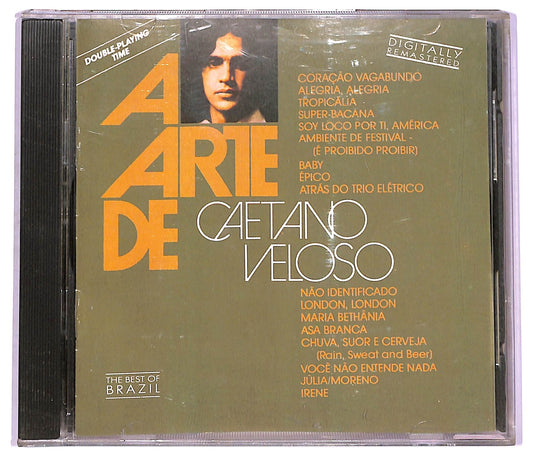 DOUBLE-PLAYING
TIME
DIGITALLY
REMASTERED
A
ARTE
DE
CAETANO
VELOSO
CORAÇÃO VAGABUNDO
ALEGRIA, ALEGRIA
TROPICÁLIA
SUPER-BACANA
SOY LOCO POR TI, AMÉRICA
AMBIENTE DE FESTIVAL -
(É PROIBIDO PROIBIR)
BABY
ÉPICO
ATRÁS DO TRIO ELÉTRICO
NÃO IDENTIFICADO
LONDON, LONDON
MARIA BETHÂNIA
ASA BRANCA
CHUVA, SUOR E CERVEJA
(Rain, Sweat and Beer)
VOCÊ NÃO ENTENDE NADA
JÚLIA/MORENO
IRENE
THE BEST OF
BRAZIL